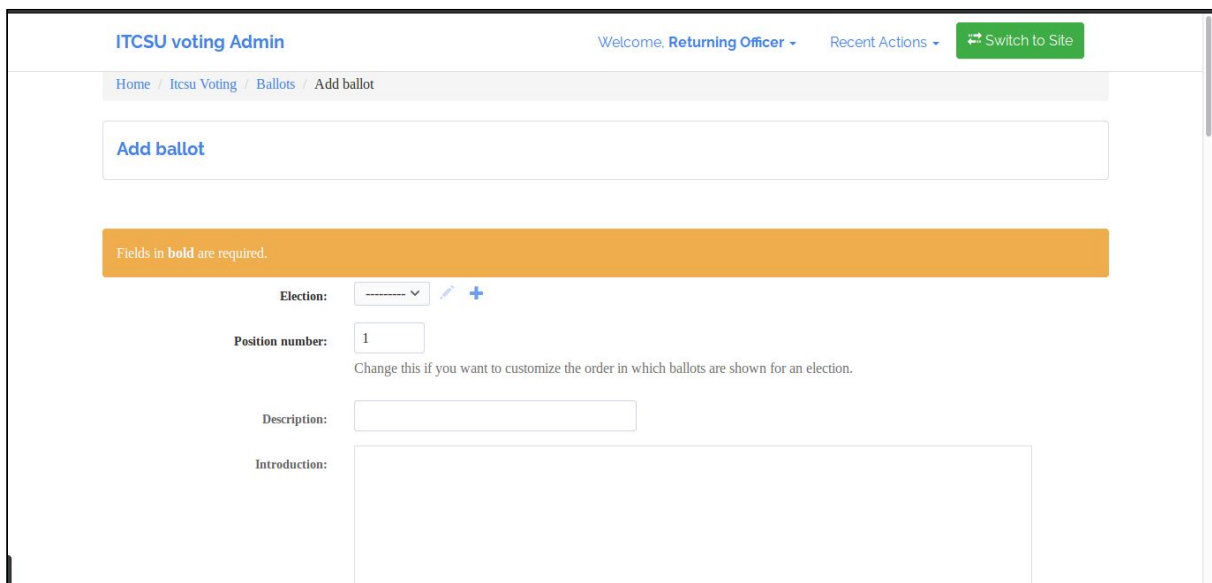 ITCSU voting Admin
Welcome, Returning Officer
Recent Actions
Switch to Site
Home / Itcsu Voting / Ballots / Add ballot
Add ballot
Fields in bold are required.
Election: ---------
Position number: 1
Change this if you want to customize the order in which ballots are shown for an election.
Description:
Introduction: